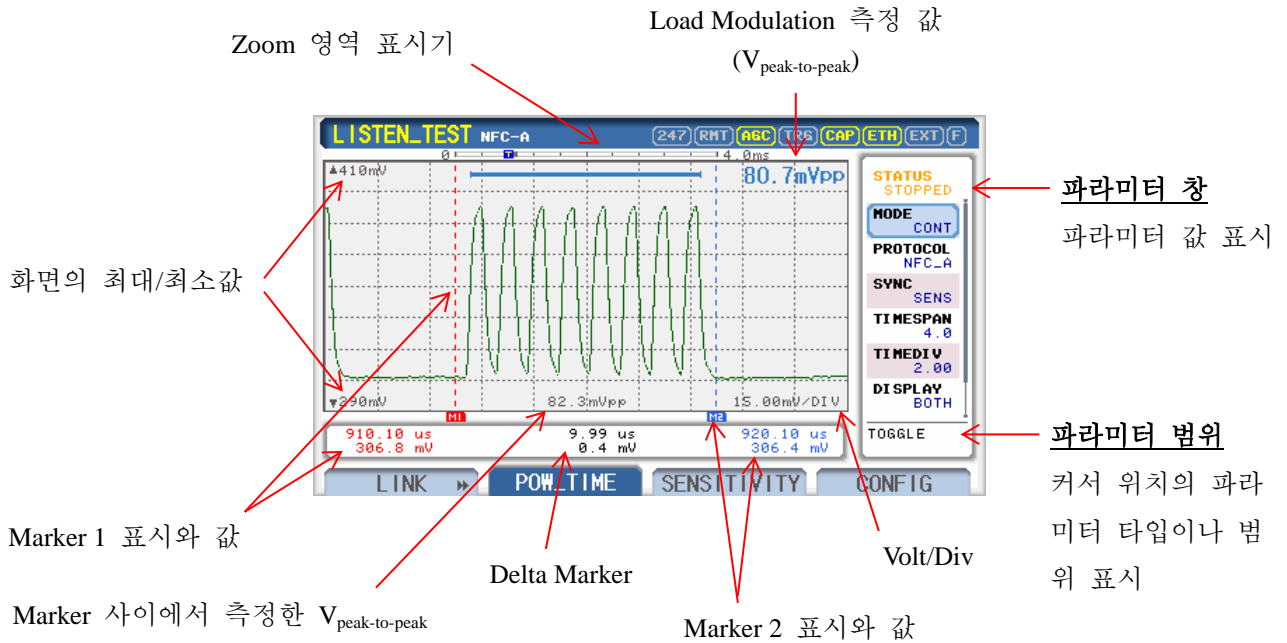 Load Modulation 측정 값
(Vpeak-to-peak)
Zoom 영역 표시기
LISTEN_TEST NFC-A 247 RMT AGC TRG CAP ETH EXT F
0 T 4.0ms
▲410mV 80.7mVpp
STATUS
STOPPED
MODE
CONT
PROTOCOL
NFC_A
SYNC
SENS
TIMESPAN
4.0
TIMEDIV
2.00
DISPLAY
BOTH
TOGGLE
▼290mV 82.3mVpp 15.00mV/DIV
M1 M2
910.10 us 9.99 us 920.10 us
306.8 mV 0.4 mV 306.4 mV
LINK » POW_TIME SENSITIVITY CONFIG
파라미터 창
파라미터 값 표시
화면의 최대/최소값
파라미터 범위
커서 위치의 파라
미터 타입이나 범
위 표시
Marker 1 표시와 값
Delta Marker
Volt/Div
Marker 사이에서 측정한 Vpeak-to-peak
Marker 2 표시와 값